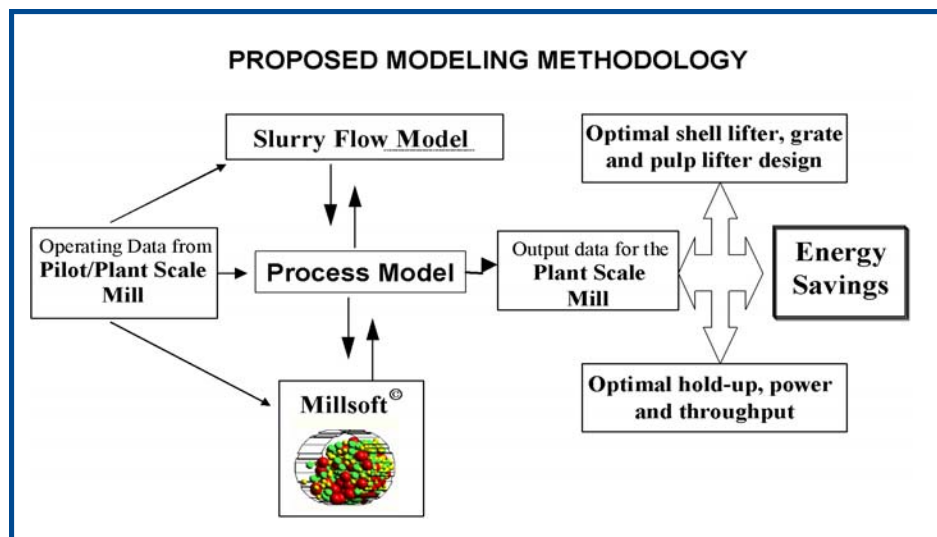 PROPOSED MODELING METHODOLOGY
Slurry Flow Model
Optimal shell lifter, grate
and pulp lifter design
Operating Data from
Pilot/Plant Scale
Mill
Process Model
Output data for the
Plant Scale
Mill
Energy
Savings
Millsoft©
Optimal hold-up, power
and throughput